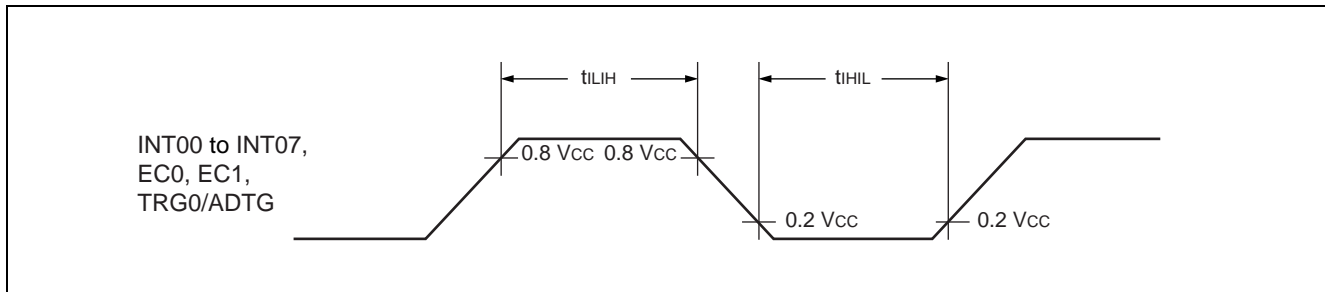 tILIH
tIHIL
INT00 to INT07,
EC0, EC1,
TRG0/ADTG
0.8 VCC 0.8 VCC
0.2 VCC
0.2 VCC